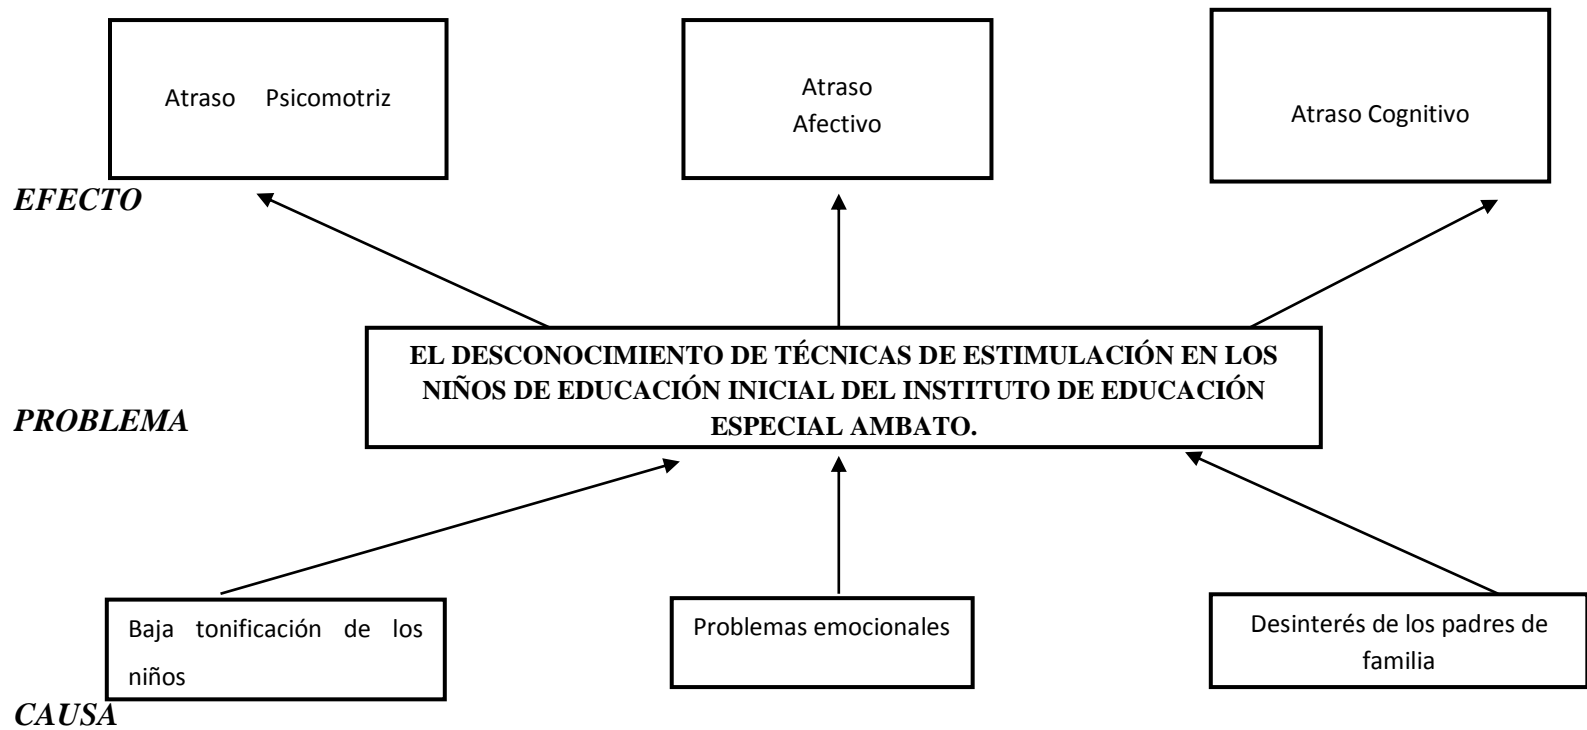 Atraso Psicomotriz
Atraso
Afectivo
Atraso Cognitivo
EFECTO
EL DESCONOCIMIENTO DE TÉCNICAS DE ESTIMULACIÓN EN LOS
NIÑOS DE EDUCACIÓN INICIAL DEL INSTITUTO DE EDUCACIÓN
ESPECIAL AMBATO.
PROBLEMA
Baja tonificación de los
niños
Problemas emocionales
Desinterés de los padres de
familia
CAUSA